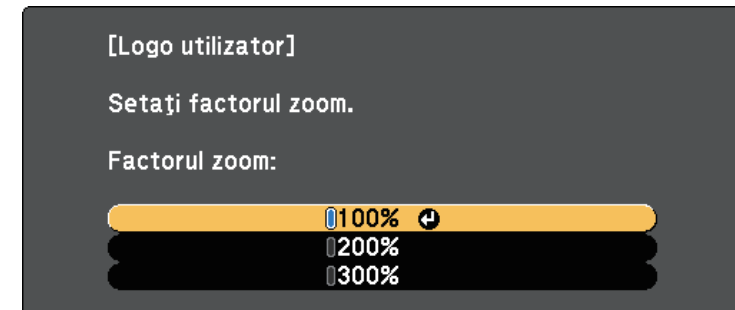 [Logo utilizator]
Setaţi factorul zoom.
Factorul zoom:
100%
200%
300%